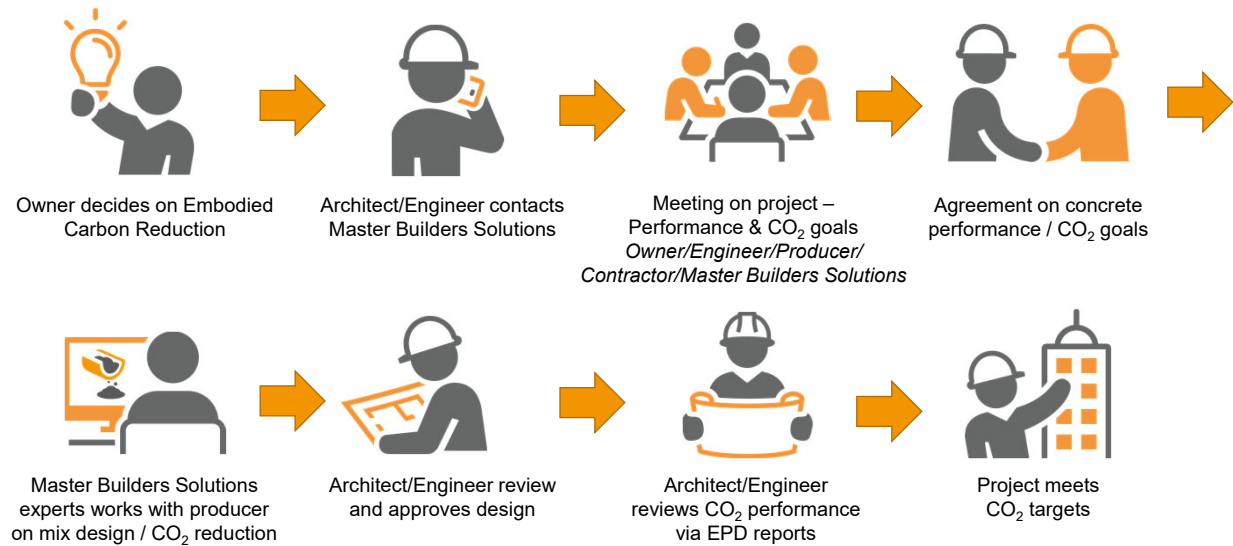 Owner decides on Embodied
Carbon Reduction
Architect/Engineer contacts
Master Builders Solutions
Meeting on project –
Performance & CO₂ goals
Owner/Engineer/Producer/
Contractor/Master Builders Solutions
Agreement on concrete
performance / CO₂ goals
Master Builders Solutions
experts works with producer
on mix design / CO₂ reduction
Architect/Engineer review
and approves design
Architect/Engineer
reviews CO₂ performance
via EPD reports
Project meets
CO₂ targets